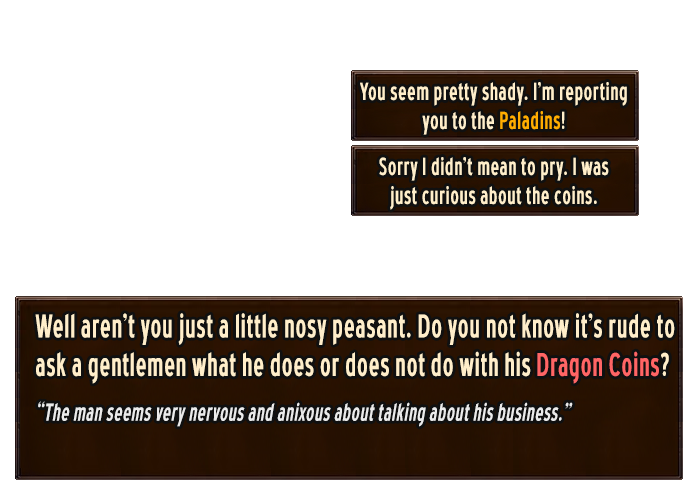 You seem pretty shady. I'm reporting
you to the Paladins!
Sorry I didn't mean to pry. I was
just curious about the coins.
Well aren't you just a little nosy peasant. Do you not know it's rude to
ask a gentlemen what he does or does not do with his Dragon Coins?
“The man seems very nervous and anixous about talking about his business.”